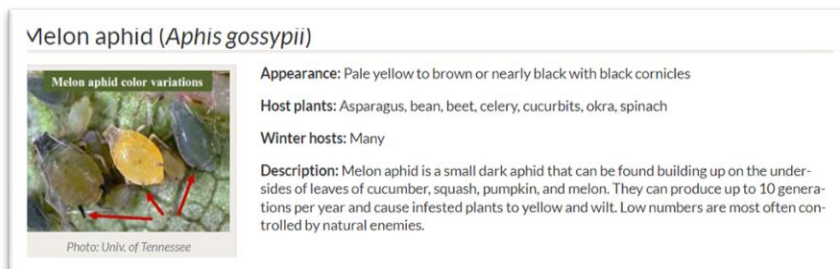 Melon aphid (Aphis gossypii)
Melon aphid color variations
Photo: Univ. of Tennessee
Appearance: Pale yellow to brown or nearly black with black cornicles
Host plants: Asparagus, bean, beet, celery, cucurbits, okra, spinach
Winter hosts: Many
Description: Melon aphid is a small dark aphid that can be found building up on the under-
sides of leaves of cucumber, squash, pumpkin, and melon. They can produce up to 10 genera-
tions per year and cause infested plants to yellow and wilt. Low numbers are most often con-
trolled by natural enemies.